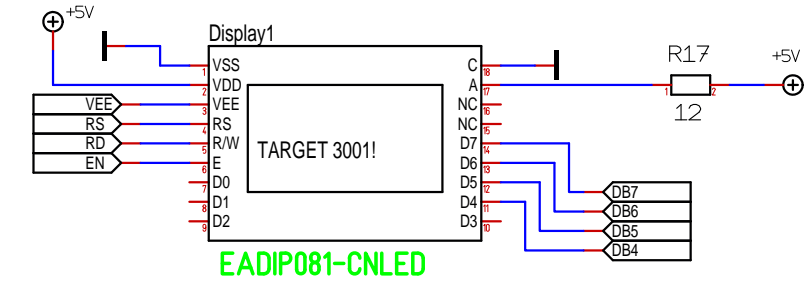 +5V
Display1
VSS 1
VDD 2
VEE VEE 3
RS RS 4
RD R/W 5
EN E 6
D0 7
D1 8
D2 9
TARGET 3001!
C 18
A 17
NC 16
NC 15
D7 14
D6 13
D5 12
D4 11
D3 10
R17
1 2
12
+5V
DB7
DB6
DB5
DB4
EADIP081-CNLED